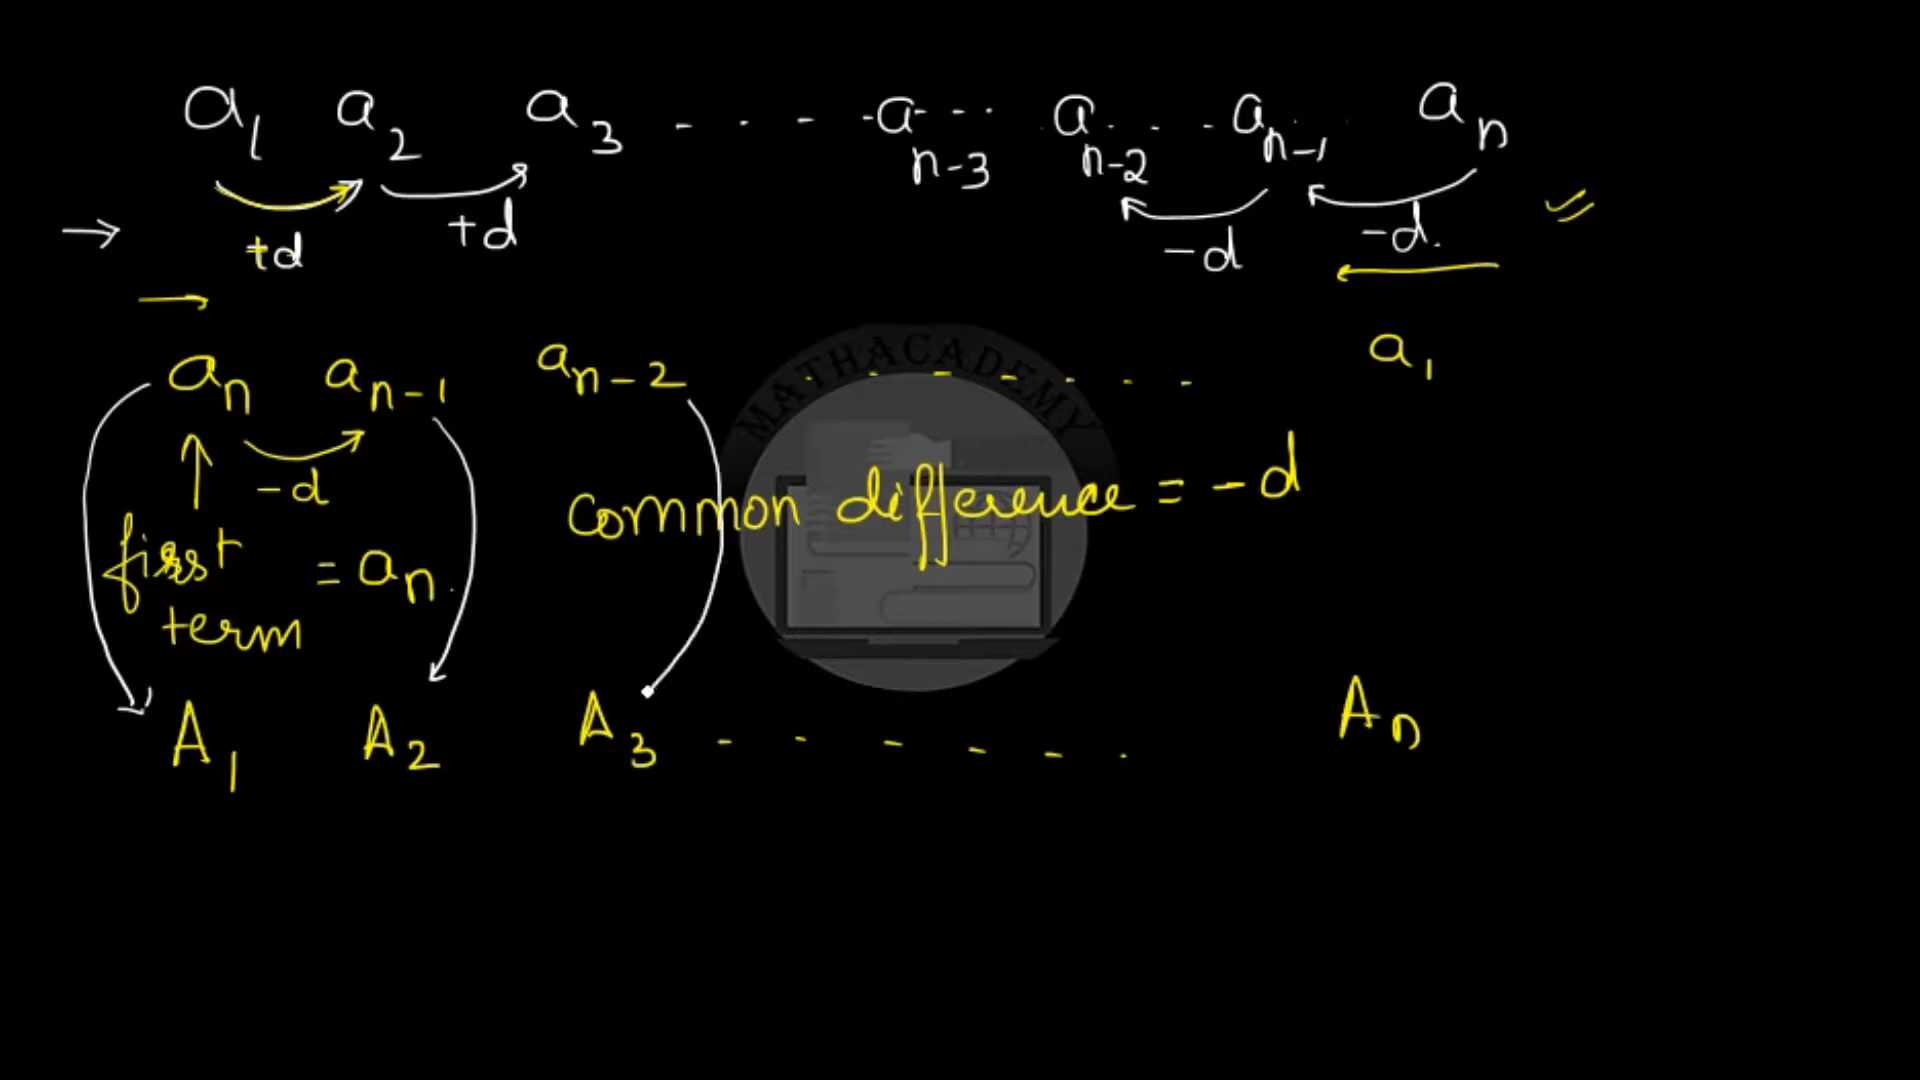 a₁ a₂ a₃ - - - - a - - - a . . . a a
n-3 n-2 n-1 n
→ +d +d -d -d.
aₙ aₙ₋₁ aₙ₋₂ - - - - - - - a₁
MATHACADEMY
-d common difference = -d
first = aₙ.
term
A₁ A₂ A₃ - - - - - . Aₙ